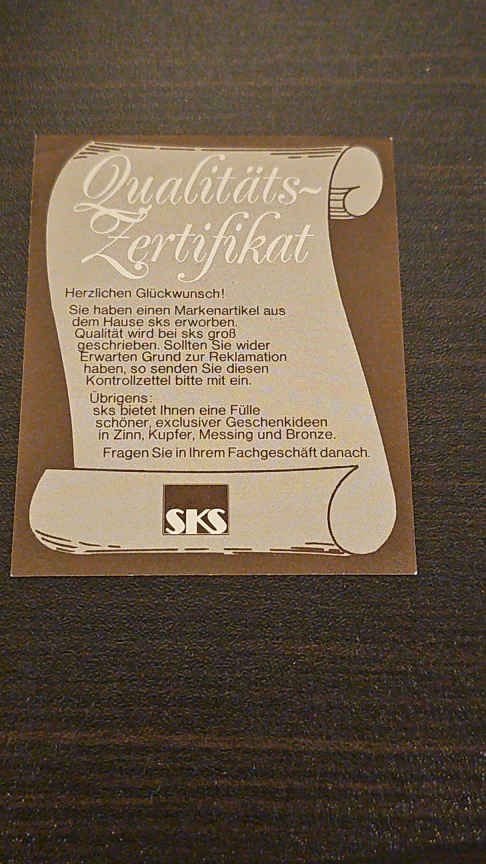 Qualitäts-
Zertifikat
Herzlichen Glückwunsch!
Sie haben einen Markenartikel aus
dem Hause sks erworben.
Qualität wird bei sks groß
geschrieben. Sollten Sie wider
Erwarten Grund zur Reklamation
haben, so senden Sie diesen
Kontrollzettel bitte mit ein.
Übrigens:
sks bietet Ihnen eine Fülle
schöner, exclusiver Geschenkideen
in Zinn, Kupfer, Messing und Bronze.
Fragen Sie in Ihrem Fachgeschäft danach.
SKS